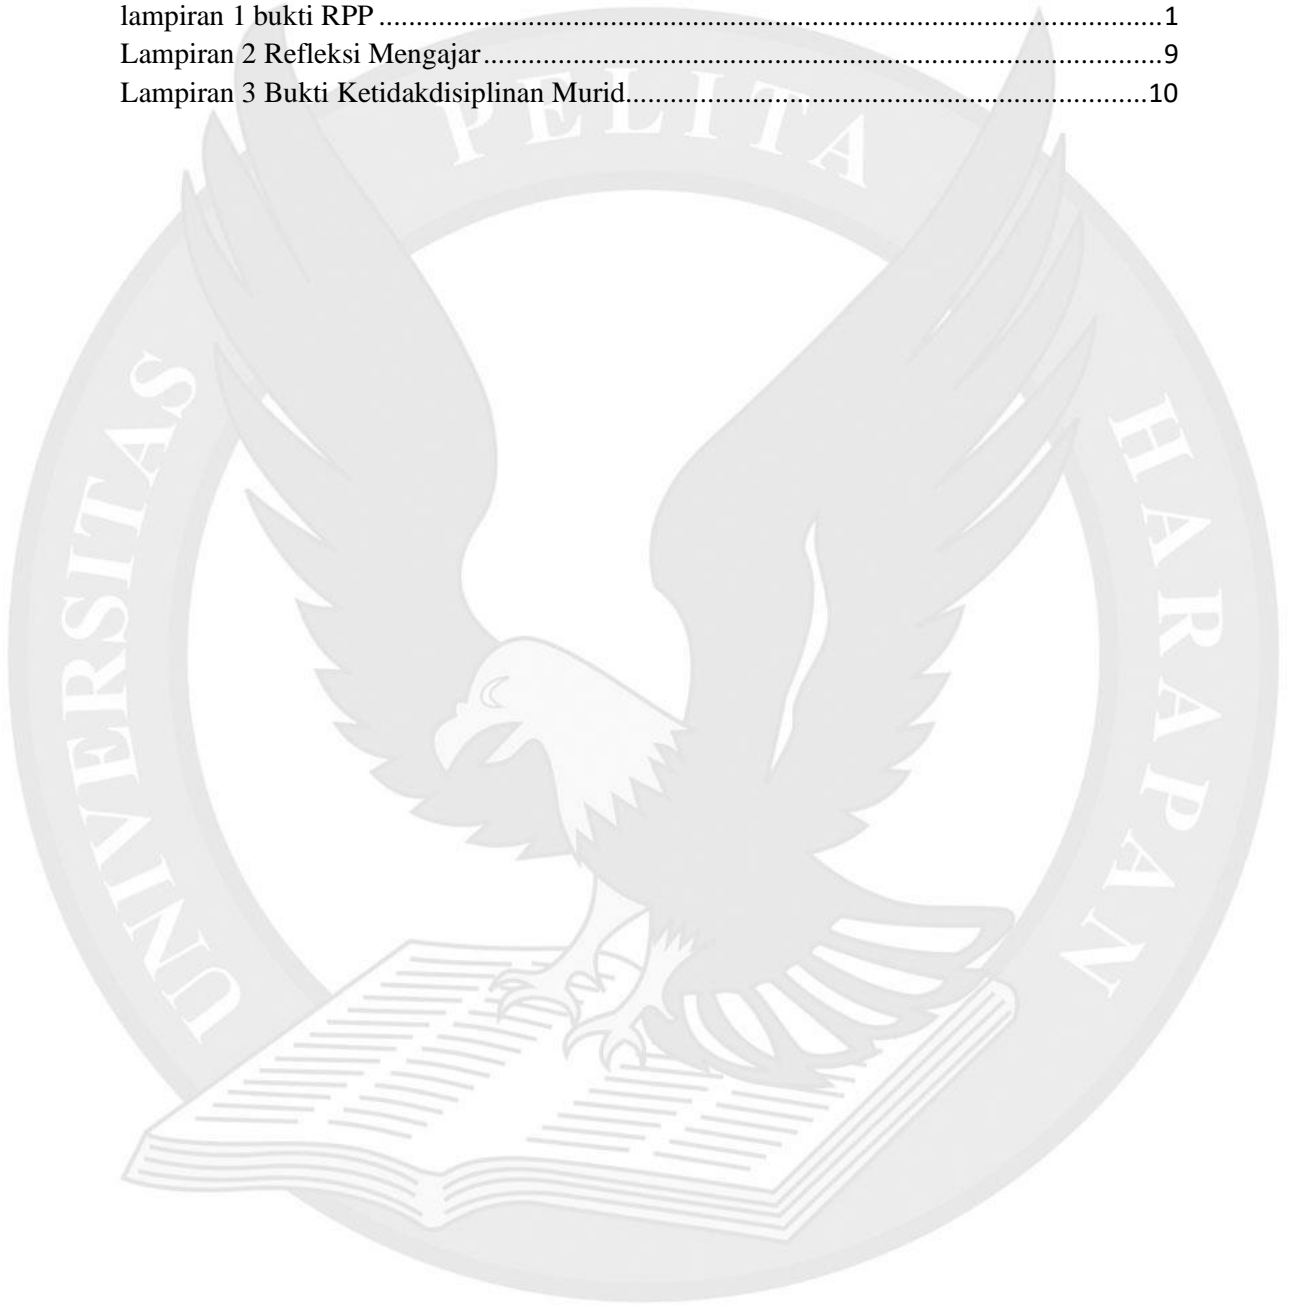 lampiran 1 bukti RPP ........................................................................................................ 1
Lampiran 2 Refleksi Mengajar .......................................................................................... 9
Lampiran 3 Bukti Ketidakdisiplinan Murid...................................................................... 10
UNIVERSITAS PELITA HARAPAN